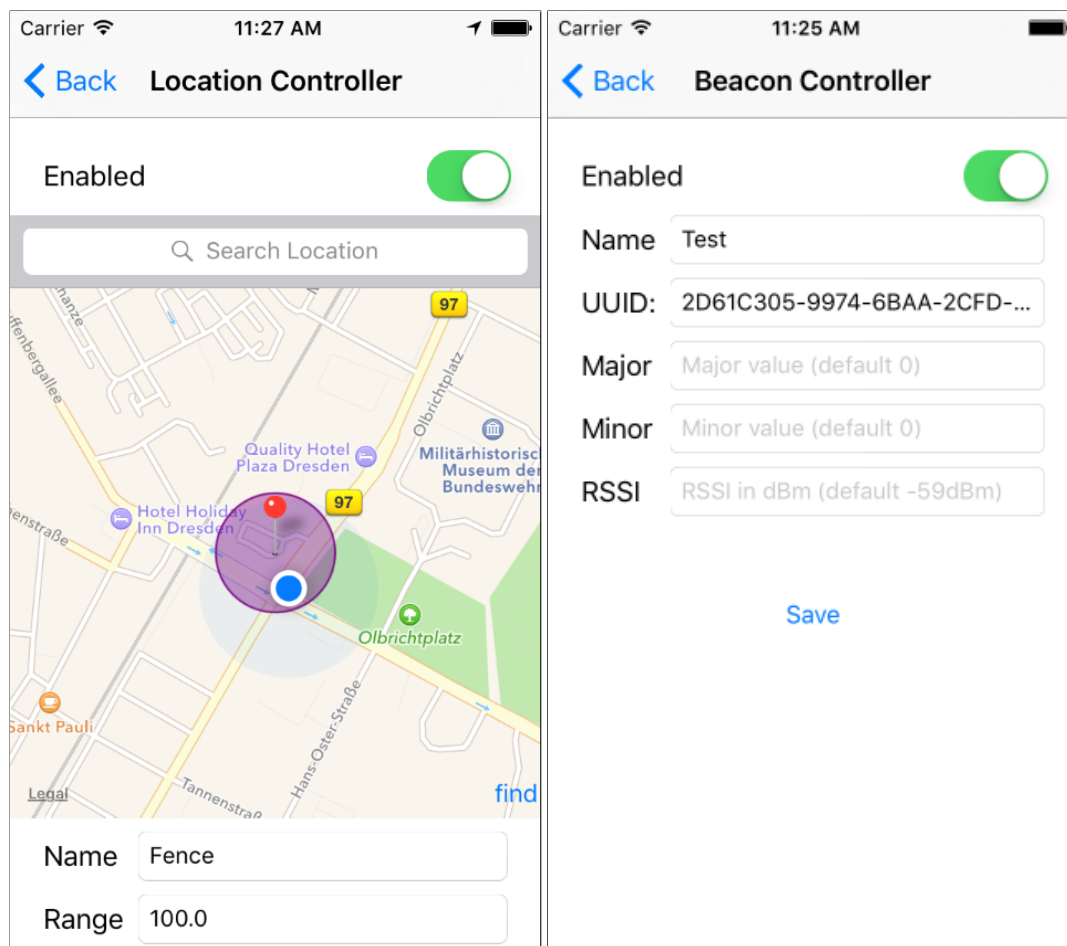 Carrier 11:27 AM
Back Location Controller
Enabled
Search Location
97
Olbrichtplatz
Quality Hotel
Plaza Dresden
Militärhistorisc
Museum der
Bundeswehr
97
Hotel Holiday
Inn Dresden
Olbrichtplatz
Sankt Pauli
Hans-Oster-Straße
Tannenstraße
Legal
find
Name Fence
Range 100.0
Carrier 11:25 AM
Back Beacon Controller
Enabled
Name Test
UUID: 2D61C305-9974-6BAA-2CFD-...
Major Major value (default 0)
Minor Minor value (default 0)
RSSI RSSI in dBm (default -59dBm)
Save